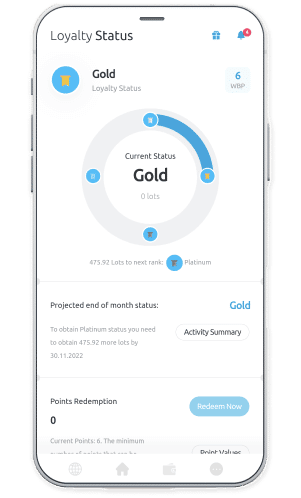 Loyalty Status
4
Gold
Loyalty Status
6
WBP
Current Status
Gold
0 lots
475.92 Lots to next rank: Platinum
Projected end of month status: Gold
To obtain Platinum status you need
to obtain 475.92 more lots by
30.11.2022
Activity Summary
Points Redemption
0
Redeem Now
Current Points: 6. The minimum
number of points that can be
Point Values